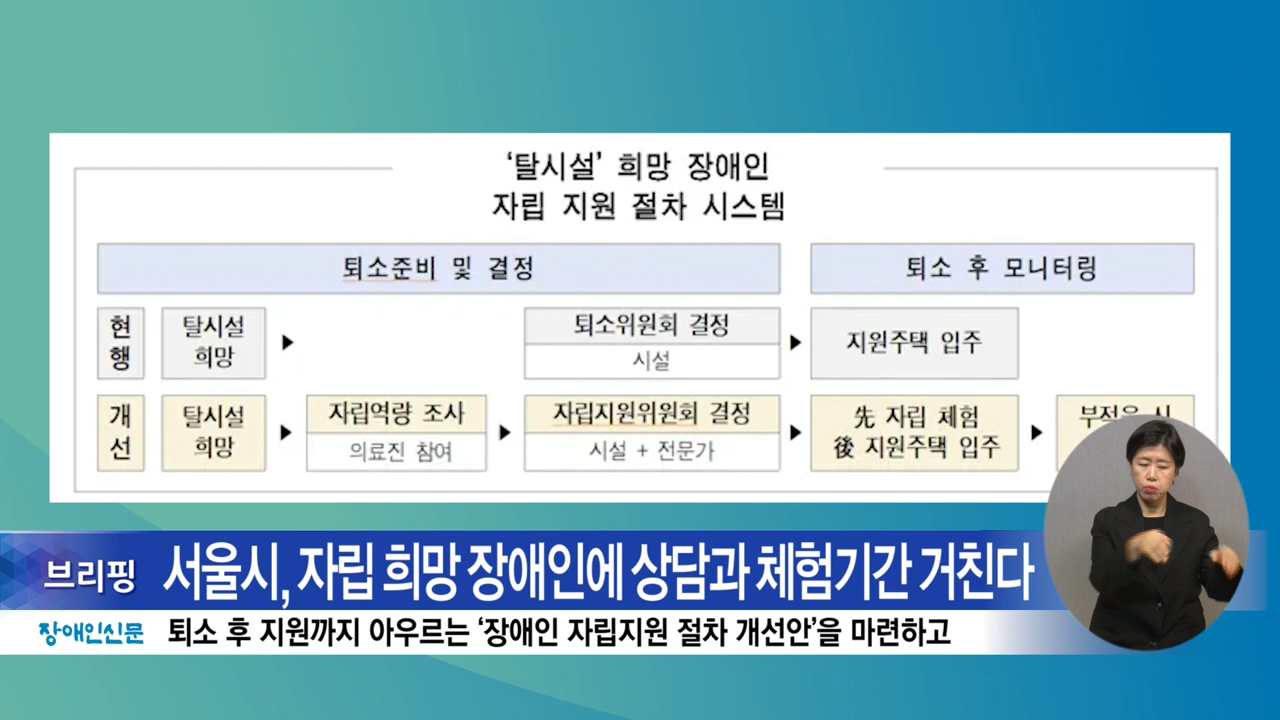 ‘탈시설’ 희망 장애인
자립 지원 절차 시스템
퇴소준비 및 결정
퇴소 후 모니터링
현행
탈시설
희망
▶
퇴소위원회 결정
시설
▶
지원주택 입주
개선
탈시설
희망
▶
자립역량 조사
의료진 참여
▶
자립지원위원회 결정
시설 + 전문가
▶
先 자립 체험
後 지원주택 입주
▶
브리핑
서울시, 자립 희망 장애인에 상담과 체험기간 거친다
장애인신문
퇴소 후 지원까지 아우르는 ‘장애인 자립지원 절차 개선안’을 마련하고